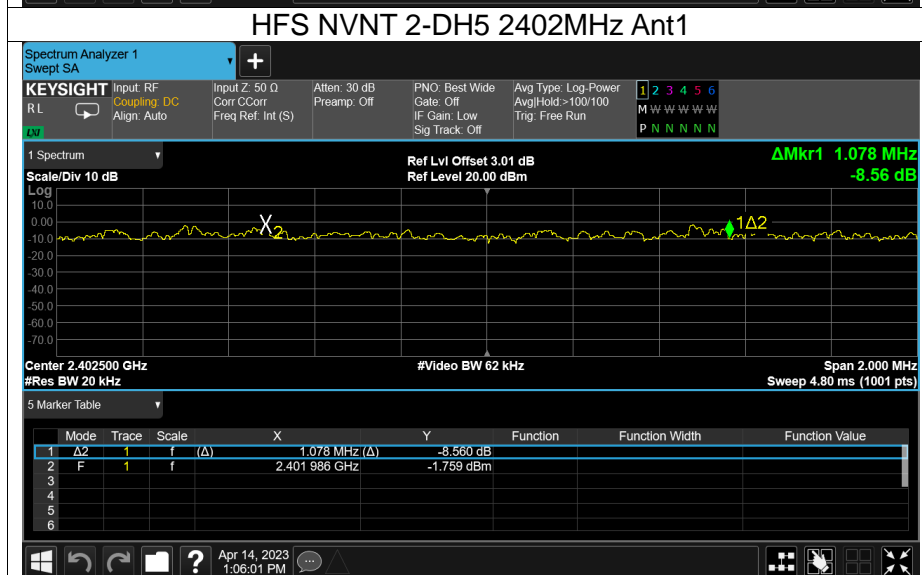 HFS NVNT 2-DH5 2402MHz Ant1
Spectrum Analyzer 1
Swept SA
+
KEYSIGHT Input: RF Input Z: 50 Ω Atten: 30 dB PNO: Best Wide Avg Type: Log-Power 1 2 3 4 5 6
RL Coupling: DC Corr CCorr Preamp: Off Gate: Off Avg|Hold:>100/100 M W W W W W
Align: Auto Freq Ref: Int (S) IF Gain: Low Trig: Free Run
LXI Sig Track: Off P N N N N N
1 Spectrum Ref Lvl Offset 3.01 dB ΔMkr1 1.078 MHz
Scale/Div 10 dB Ref Level 20.00 dBm -8.56 dB
Log
10.0
0.00 X2 1Δ2
-10.0
-20.0
-30.0
-40.0
-50.0
-60.0
-70.0
Center 2.402500 GHz #Video BW 62 kHz Span 2.000 MHz
#Res BW 20 kHz Sweep 4.80 ms (1001 pts)
5 Marker Table
Mode Trace Scale X Y Function Function Width Function Value
1 Δ2 1 f (Δ) 1.078 MHz (Δ) -8.560 dB
2 F 1 f 2.401 986 GHz -1.759 dBm
3
4
5
6
? Apr 14, 2023
1:06:01 PM